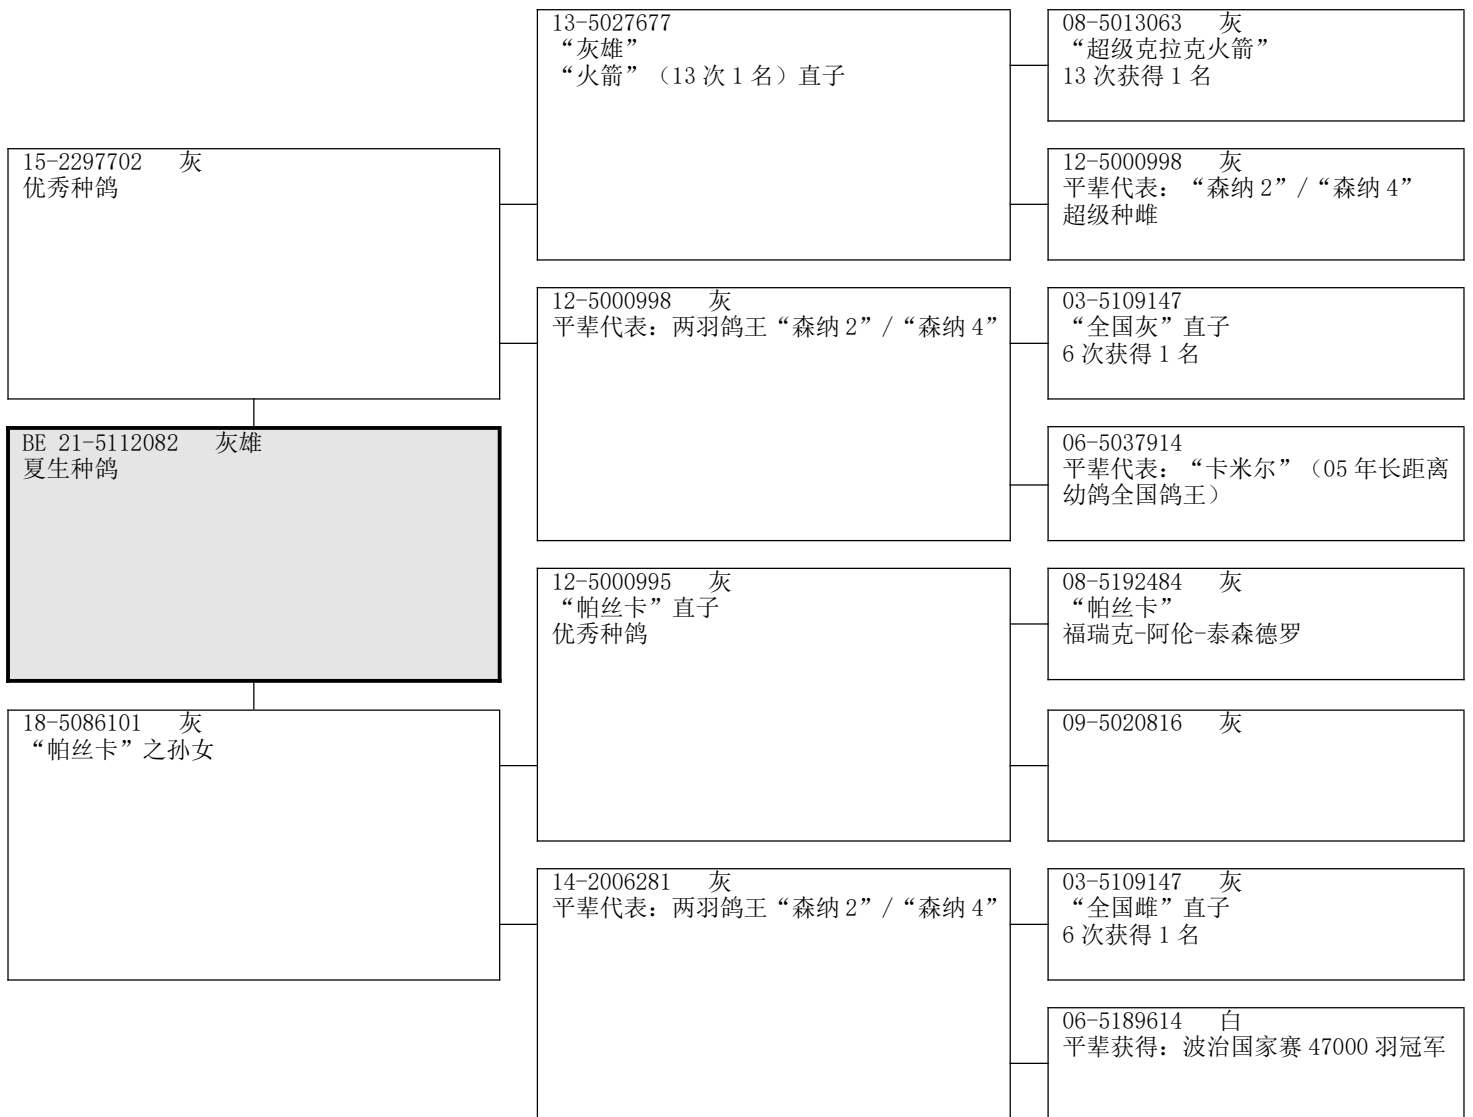 13-5027677
“灰雄”
“火箭”（13 次 1 名）直子
08-5013063 灰
“超级克拉克火箭”
13 次获得 1 名
15-2297702 灰
优秀种鸽
12-5000998 灰
平辈代表：“森纳 2”/“森纳 4”
超级种雌
12-5000998 灰
平辈代表：两羽鸽王“森纳 2”/“森纳 4”
03-5109147
“全国灰”直子
6 次获得 1 名
BE 21-5112082 灰雄
夏生种鸽
06-5037914
平辈代表：“卡米尔”（05 年长距离
幼鸽全国鸽王）
12-5000995 灰
“帕丝卡”直子
优秀种鸽
08-5192484 灰
“帕丝卡”
福瑞克-阿伦-泰森德罗
18-5086101 灰
“帕丝卡”之孙女
09-5020816 灰
14-2006281 灰
平辈代表：两羽鸽王“森纳 2”/“森纳 4”
03-5109147 灰
“全国雌”直子
6 次获得 1 名
06-5189614 白
平辈获得：波治国家赛 47000 羽冠军